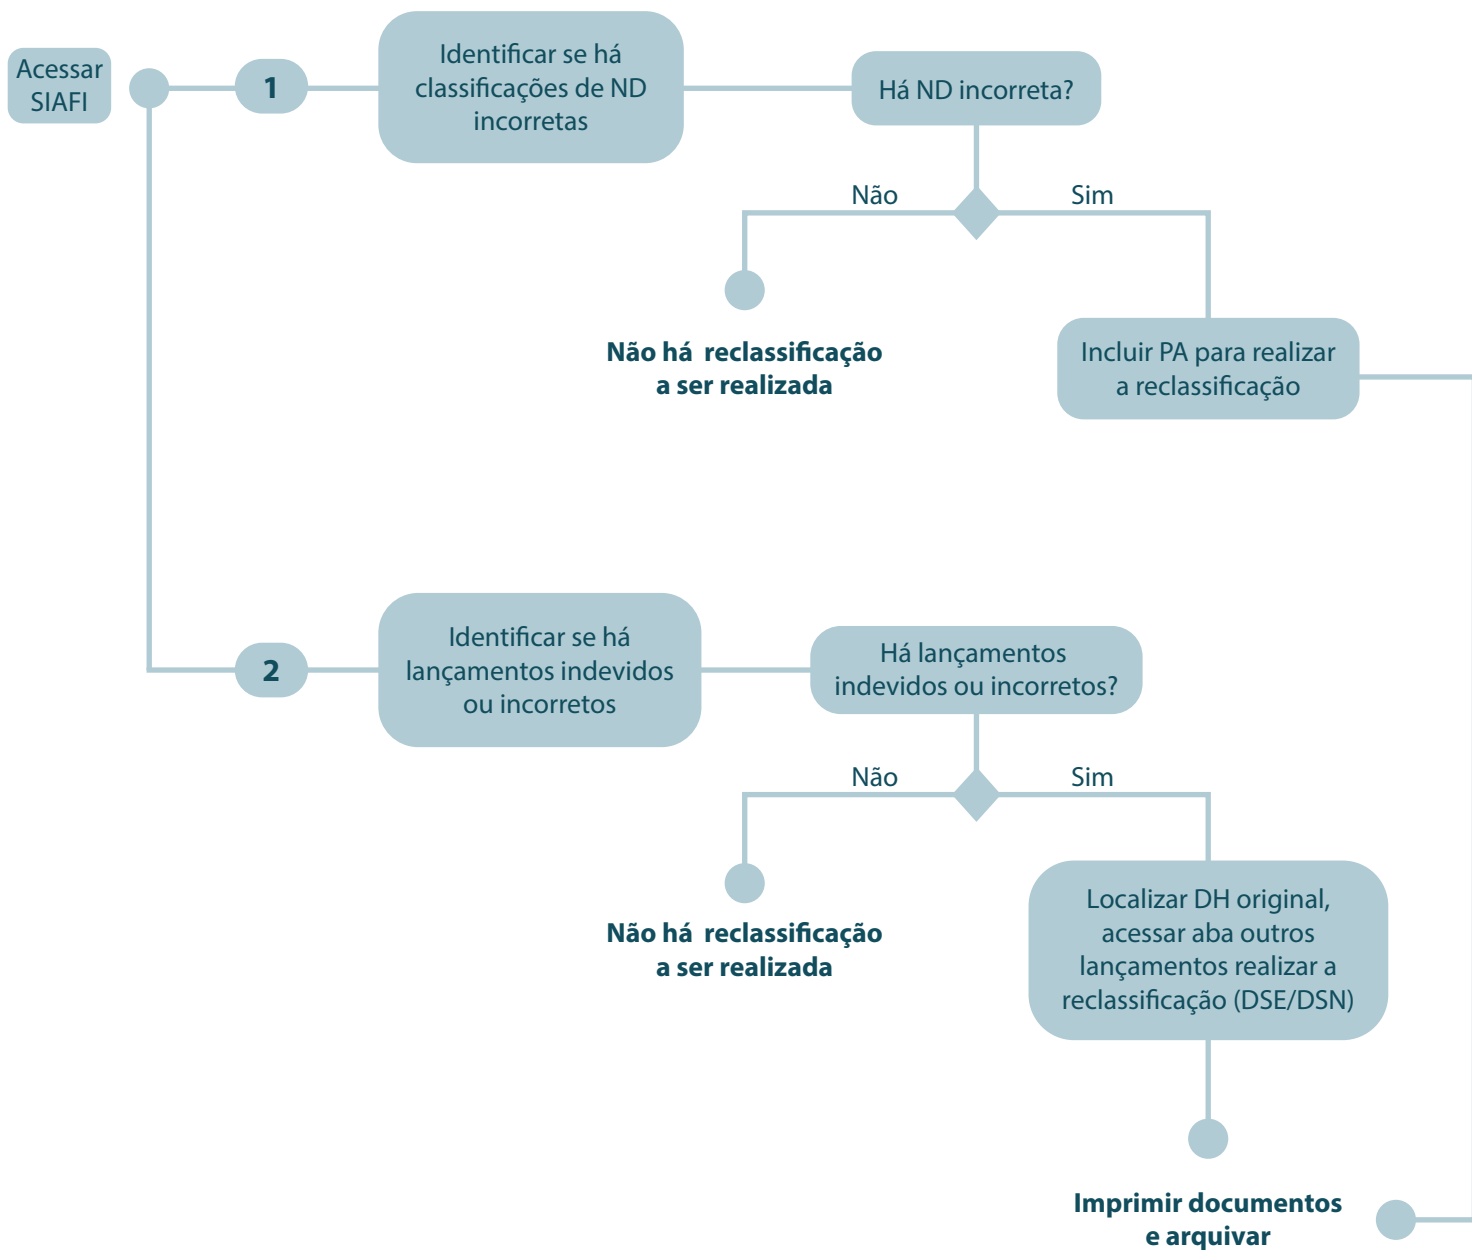 Acessar
SIAFI
1
Identificar se há
classificações de ND
incorretas
Há ND incorreta?
Não
Sim
Não há reclassificação
a ser realizada
Incluir PA para realizar
a reclassificação
2
Identificar se há
lançamentos indevidos
ou incorretos
Há lançamentos
indevidos ou incorretos?
Não
Sim
Não há reclassificação
a ser realizada
Localizar DH original,
acessar aba outros
lançamentos realizar a
reclassificação (DSE/DSN)
Imprimir documentos
e arquivar